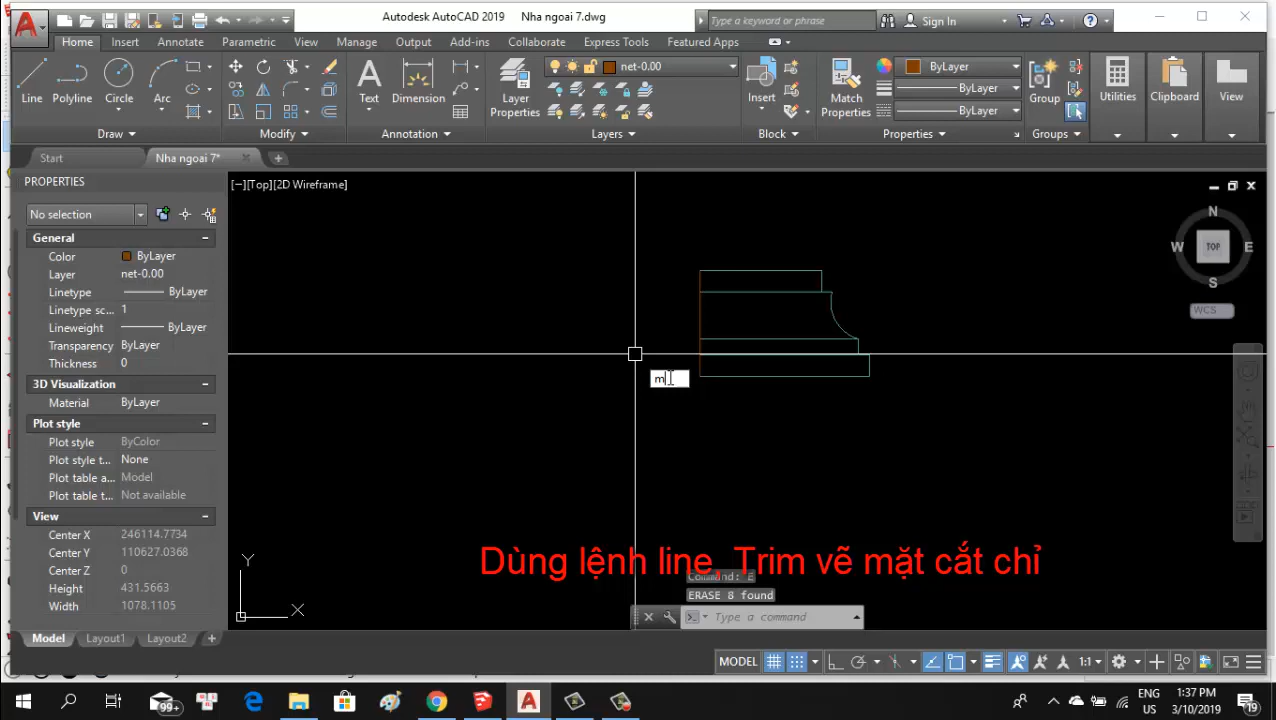 Autodesk AutoCAD 2019 Nha ngoai 7.dwg
Type a keyword or phrase
Sign In
Home Insert Annotate Parametric View Manage Output Add-ins Collaborate Express Tools Featured Apps
Line Polyline Circle Arc
Text Dimension
Layer
Properties
net-0.00
Insert
Match
Properties
ByLayer
ByLayer
ByLayer
Group
Utilities
Clipboard
View
Draw Modify Annotation Layers Block Properties Groups
Start Nha ngoai 7*
PROPERTIES
[−][Top][2D Wireframe]
No selection
General
Color ByLayer
Layer net-0.00
Linetype ByLayer
Linetype sc... 1
Lineweight ByLayer
Transparency ByLayer
Thickness 0
3D Visualization
Material ByLayer
Plot style
Plot style ByColor
Plot style t... None
Plot table a... Model
Plot table t... Not available
View
Center X 246114.7734
Center Y 110627.0368
Center Z 0
Height 431.5663
Width 1078.1105
N
W TOP E
S
WCS
m
Y
X
Dùng lệnh line, Trim vẽ mặt cắt chỉ
Command: E
ERASE 8 found
Type a command
Model Layout1 Layout2
MODEL 1:1
99+
ENG
1:37 PM
3/10/2019
19